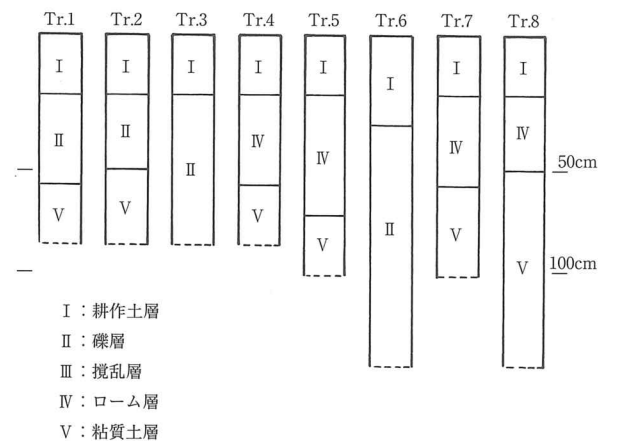 Tr.1 Tr.2 Tr.3 Tr.4 Tr.5 Tr.6 Tr.7 Tr.8
Ⅰ Ⅰ Ⅰ Ⅰ Ⅰ Ⅰ Ⅰ Ⅰ
Ⅱ Ⅱ Ⅱ Ⅳ Ⅳ Ⅱ Ⅳ Ⅳ
Ⅴ Ⅴ Ⅴ Ⅴ Ⅴ Ⅴ
50cm
100cm
Ⅰ：耕作土層
Ⅱ：礫層
Ⅲ：撹乱層
Ⅳ：ローム層
Ⅴ：粘質土層